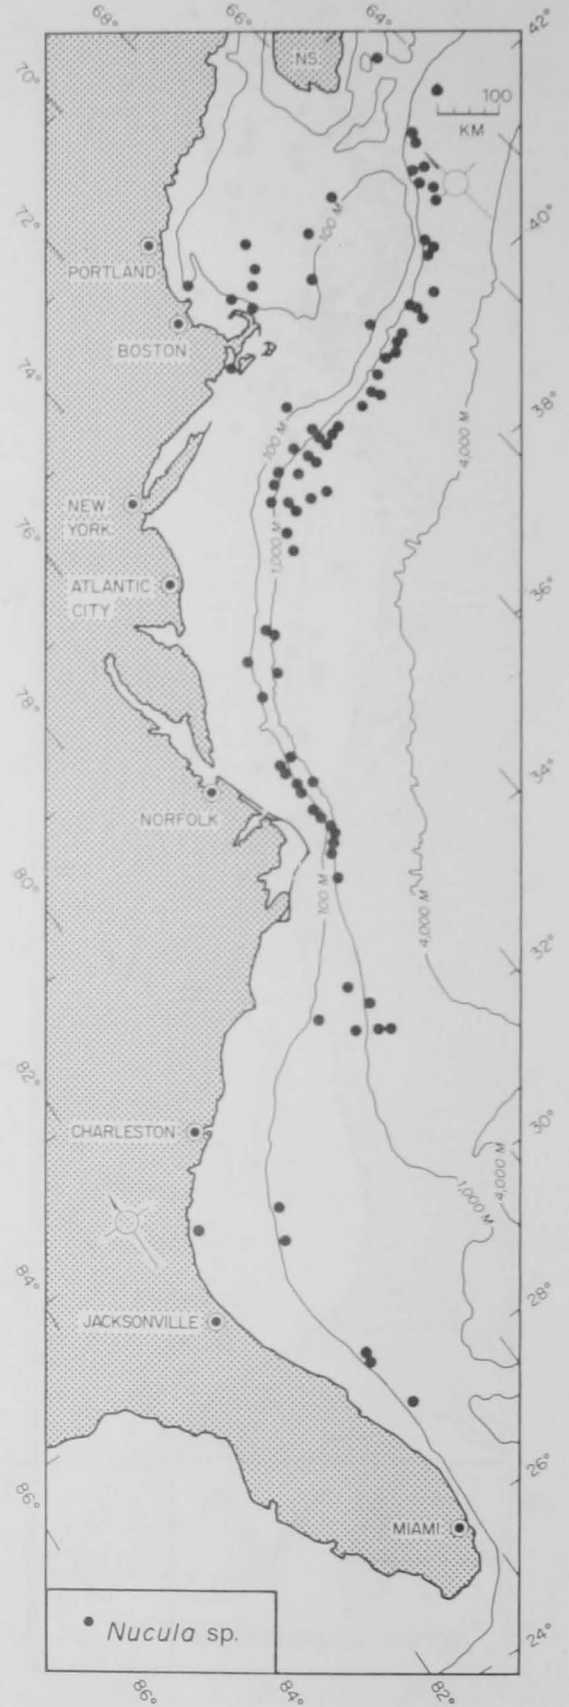 68°
66°
64°
42°
70°
NS.
100
KM
72°
40°
100 M
PORTLAND
BOSTON
74°
38°
100 M
4,000 M
NEW
YORK
1,000 M
76°
36°
ATLANTIC
CITY
78°
34°
NORFOLK
80°
100 M
4,000 M
32°
82°
CHARLESTON
30°
4,000 M
1,000 M
84°
JACKSONVILLE
28°
86°
26°
MIAMI
Nucula sp.
24°
86°
84°
82°